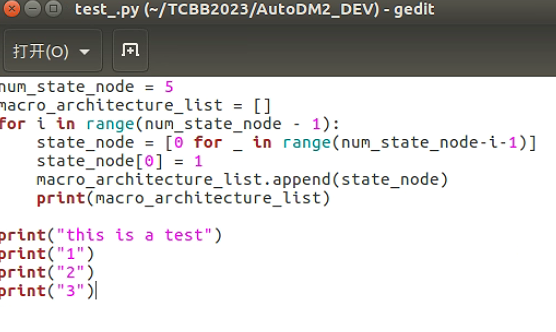 test_.py (~/TCBB2023/AutoDM2_DEV) - gedit
打开(O)
num_state_node = 5
macro_architecture_list = []
for i in range(num_state_node - 1):
    state_node = [0 for _ in range(num_state_node-i-1)]
    state_node[0] = 1
    macro_architecture_list.append(state_node)
    print(macro_architecture_list)
print("this is a test")
print("1")
print("2")
print("3")